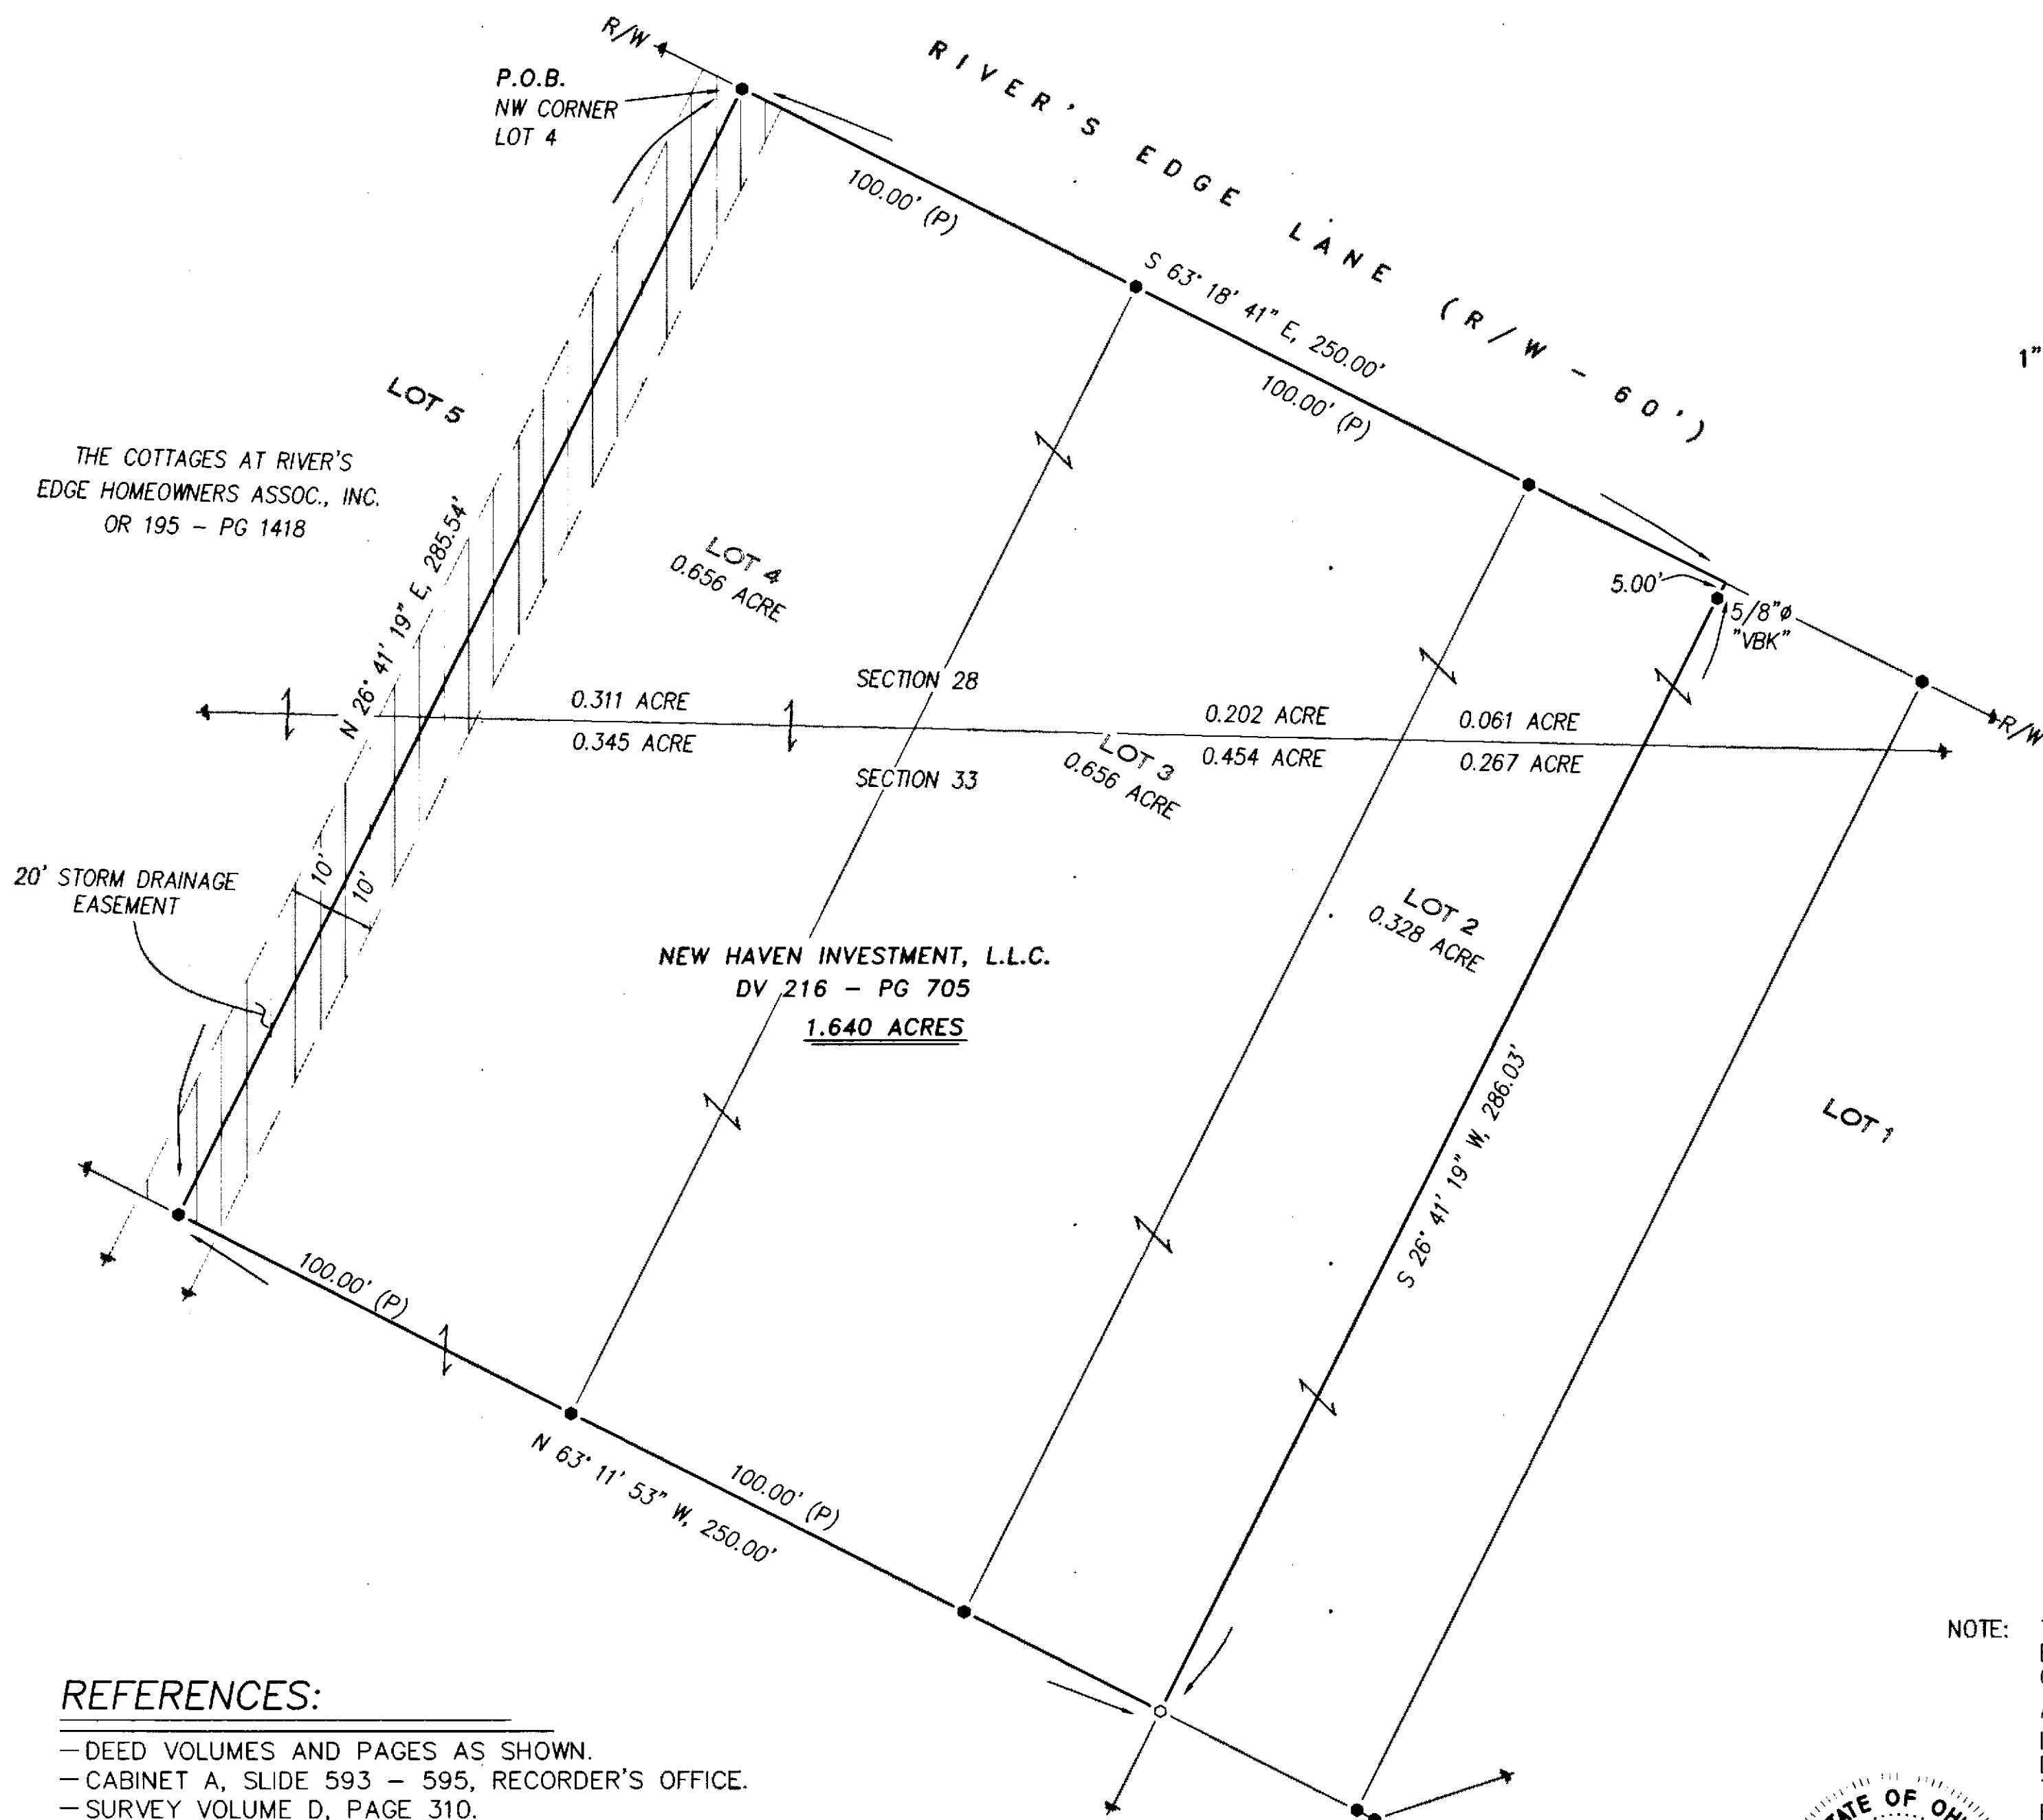 R/W
P.O.B.
NW CORNER
LOT 4
RIVER'S EDGE LANE (R/W - 60')
100.00' (P)
S 63° 18' 41" E, 250.00'
100.00' (P)
1"
LOT 5
THE COTTAGES AT RIVER'S
EDGE HOMEOWNERS ASSOC., INC.
OR 195 - PG 1418
N 26° 41' 19" E, 285.54'
LOT 4
0.656 ACRE
5.00'
5/8"ø
"VBK"
R/W
SECTION 28
0.311 ACRE
0.202 ACRE
0.061 ACRE
0.345 ACRE
0.454 ACRE
0.267 ACRE
SECTION 33
LOT 3
0.656 ACRE
20' STORM DRAINAGE
EASEMENT
10'
10'
LOT 2
0.328 ACRE
NEW HAVEN INVESTMENT, L.L.C.
DV 216 - PG 705
1.640 ACRES
S 26° 41' 19" W, 286.03'
LOT 1
100.00' (P)
N 63° 11' 53" W, 250.00'
100.00' (P)
NOTE:
REFERENCES:
- DEED VOLUMES AND PAGES AS SHOWN.
- CABINET A, SLIDE 593 - 595, RECORDER'S OFFICE.
- SURVEY VOLUME D, PAGE 310.
OF